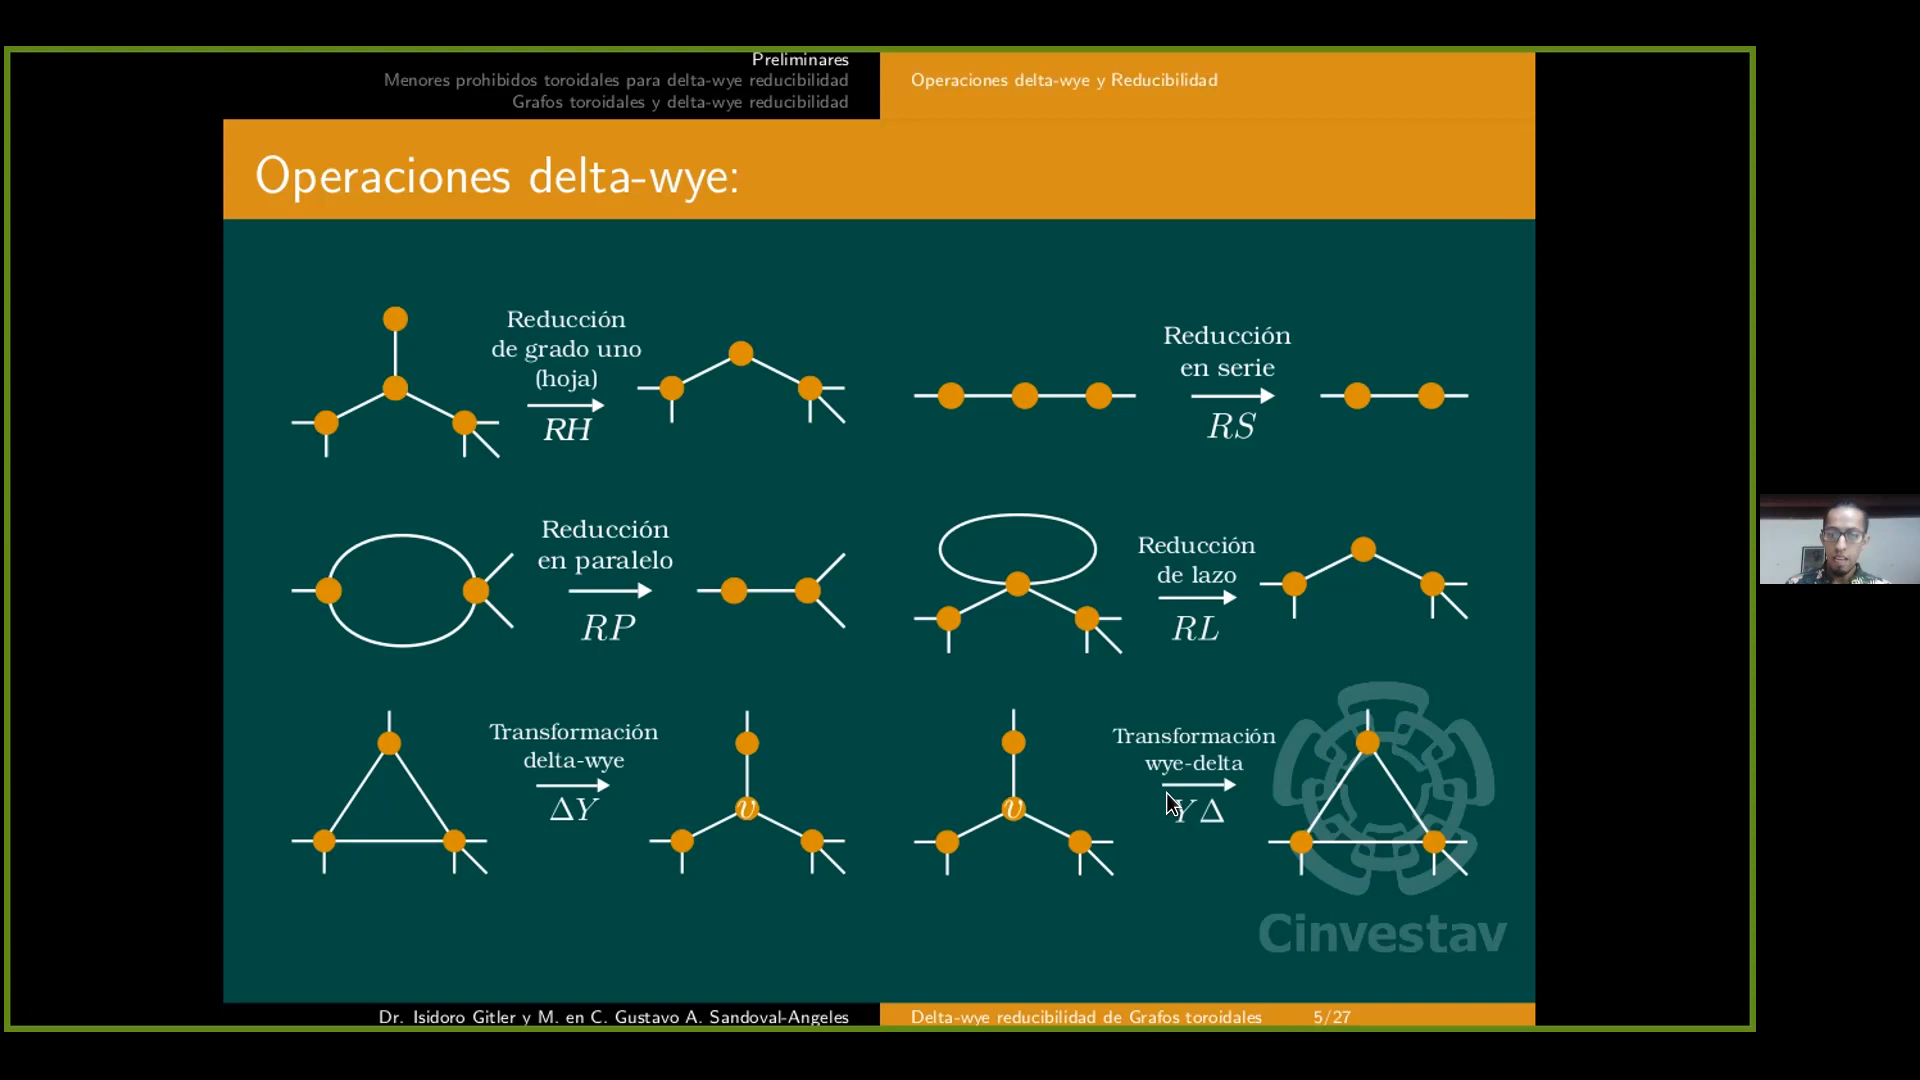 Preliminares
Menores prohibidos toroidales para delta-wye reducibilidad
Grafos toroidales y delta-wye reducibilidad
Operaciones delta-wye y Reducibilidad
Operaciones delta-wye:
Reducción
de grado uno
(hoja)
RH
Reducción
en serie
RS
Reducción
en paralelo
RP
Reducción
de lazo
RL
Transformación
delta-wye
ΔY
v
Transformación
wye-delta
YΔ
v
Cinvestav
Dr. Isidoro Gitler y M. en C. Gustavo A. Sandoval-Angeles
Delta-wye reducibilidad de Grafos toroidales 5/27